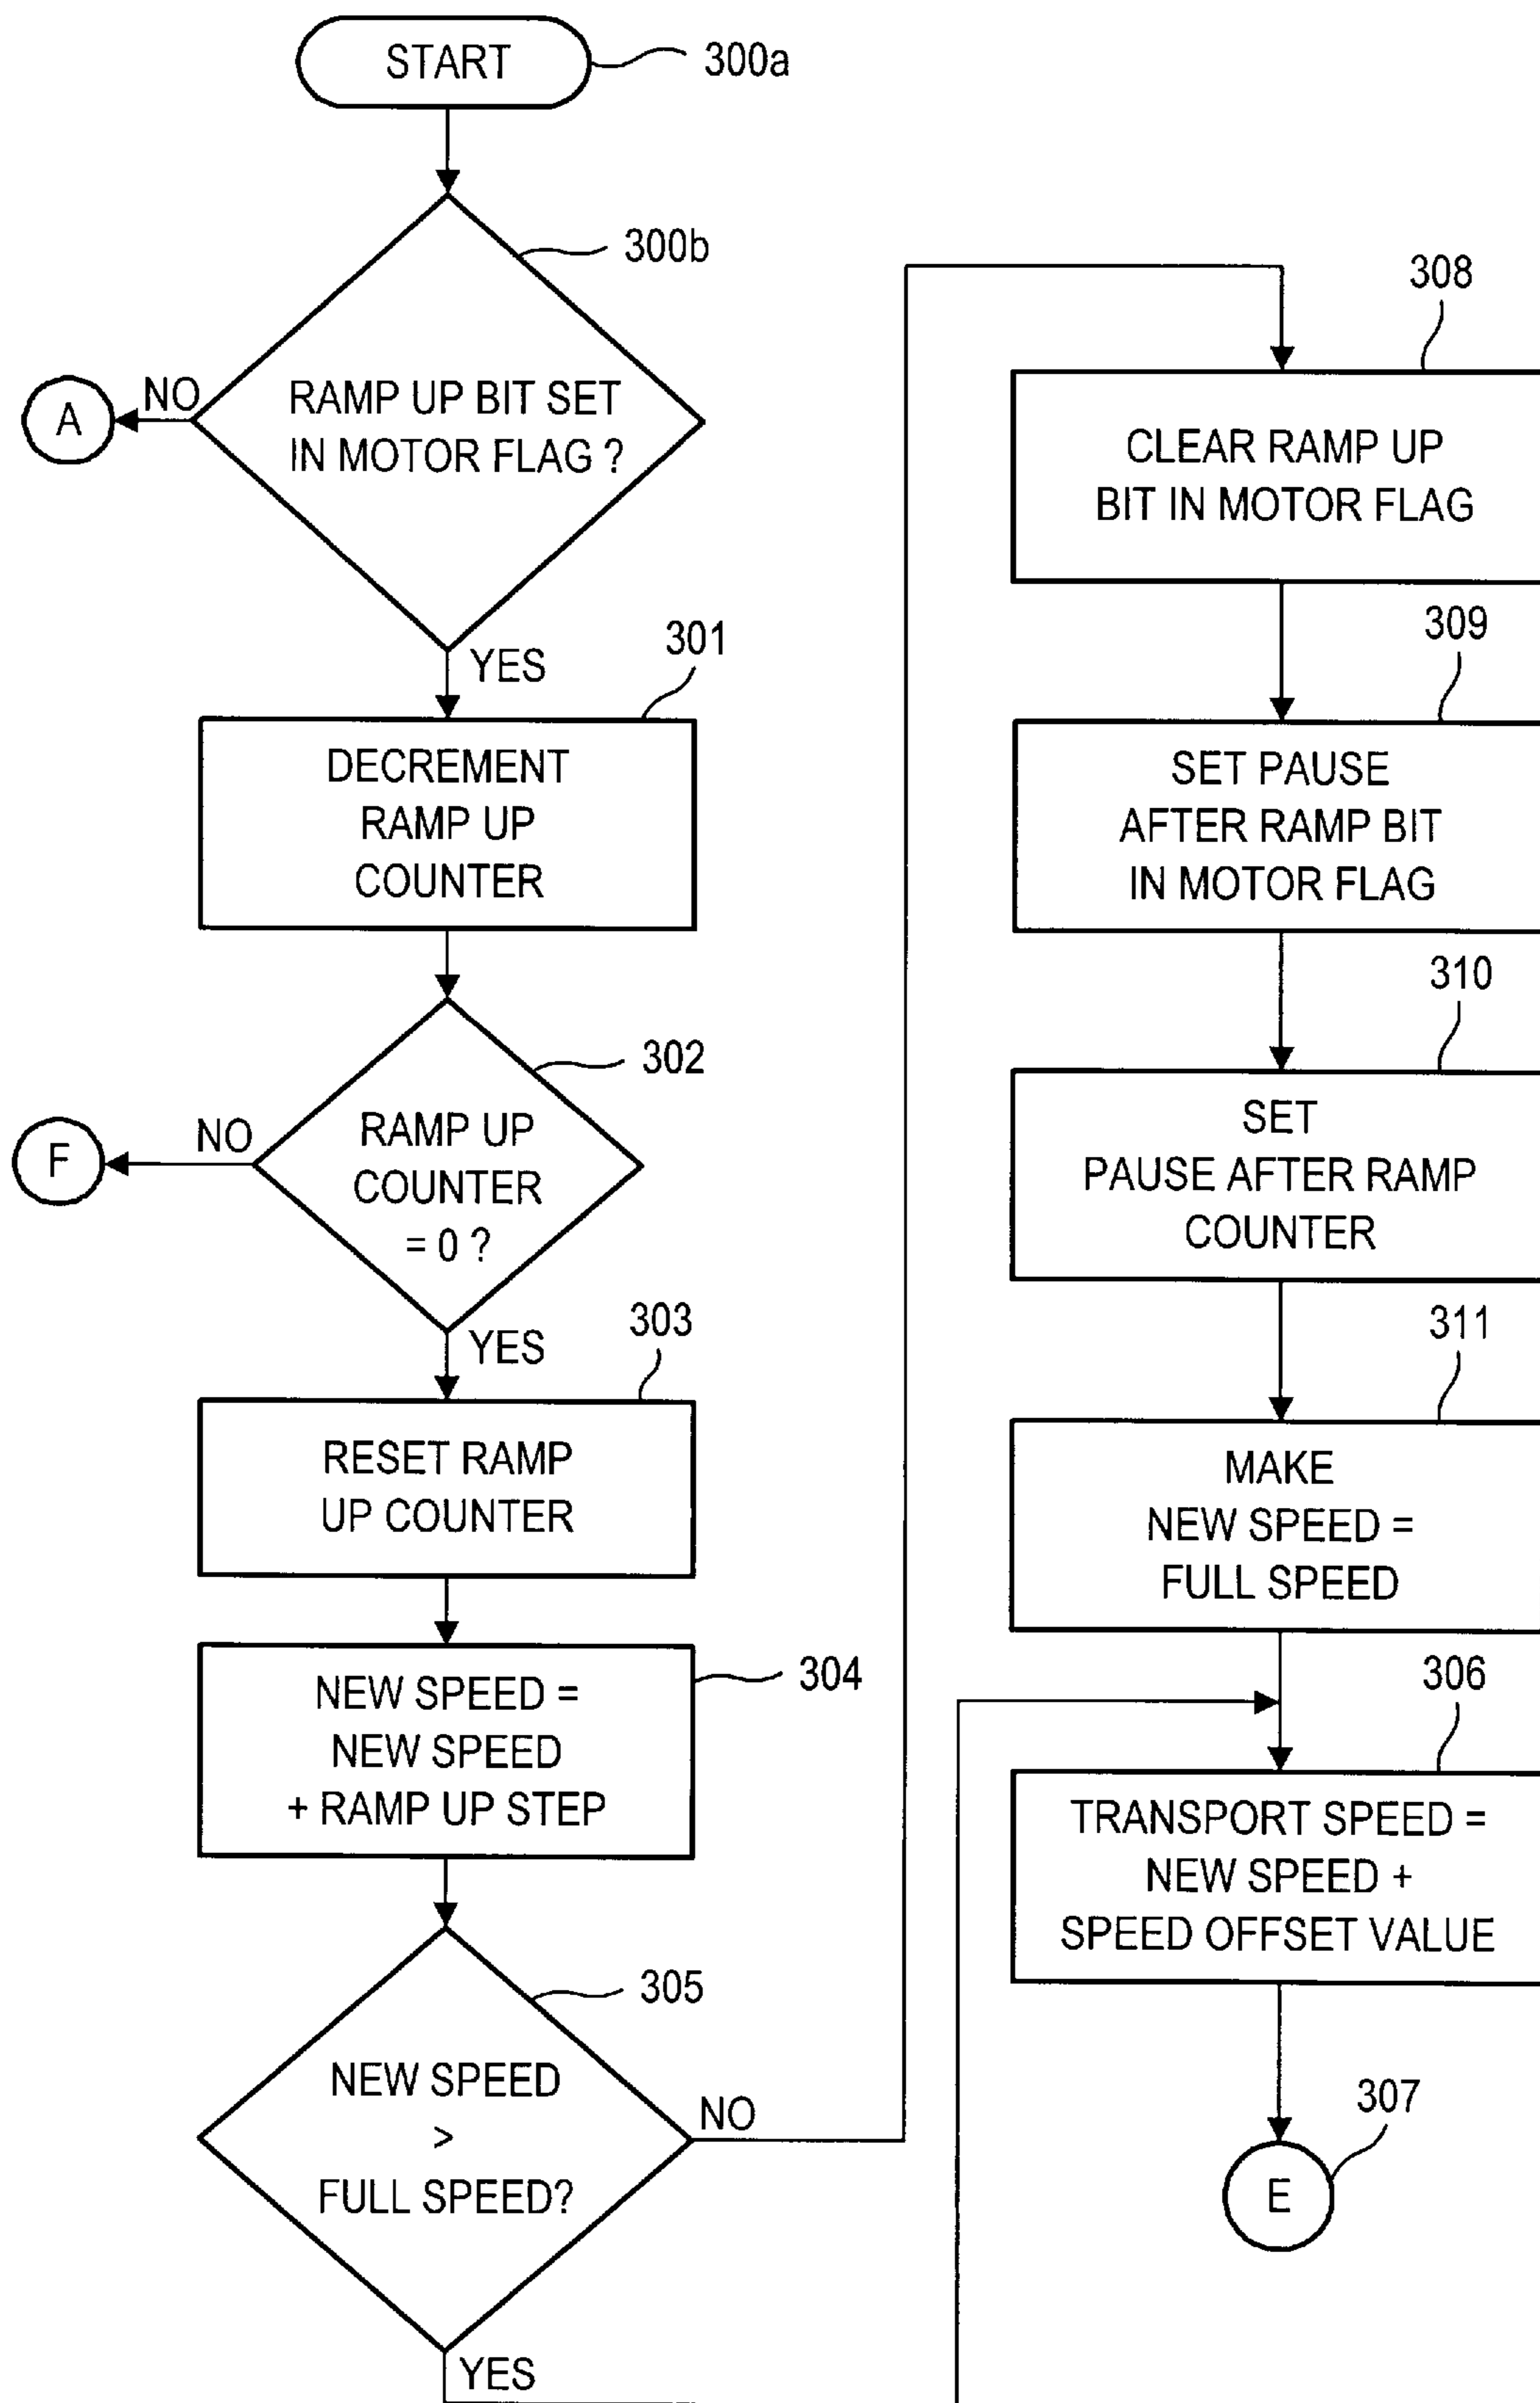 START
300a
300b
RAMP UP BIT SET
IN MOTOR FLAG ?
NO
A
YES
301
DECREMENT
RAMP UP
COUNTER
302
RAMP UP
COUNTER
= 0 ?
NO
F
YES
303
RESET RAMP
UP COUNTER
304
NEW SPEED =
NEW SPEED
+ RAMP UP STEP
305
NEW SPEED
>
FULL SPEED?
NO
YES
308
CLEAR RAMP UP
BIT IN MOTOR FLAG
309
SET PAUSE
AFTER RAMP BIT
IN MOTOR FLAG
310
SET
PAUSE AFTER RAMP
COUNTER
311
MAKE
NEW SPEED =
FULL SPEED
306
TRANSPORT SPEED =
NEW SPEED +
SPEED OFFSET VALUE
307
E